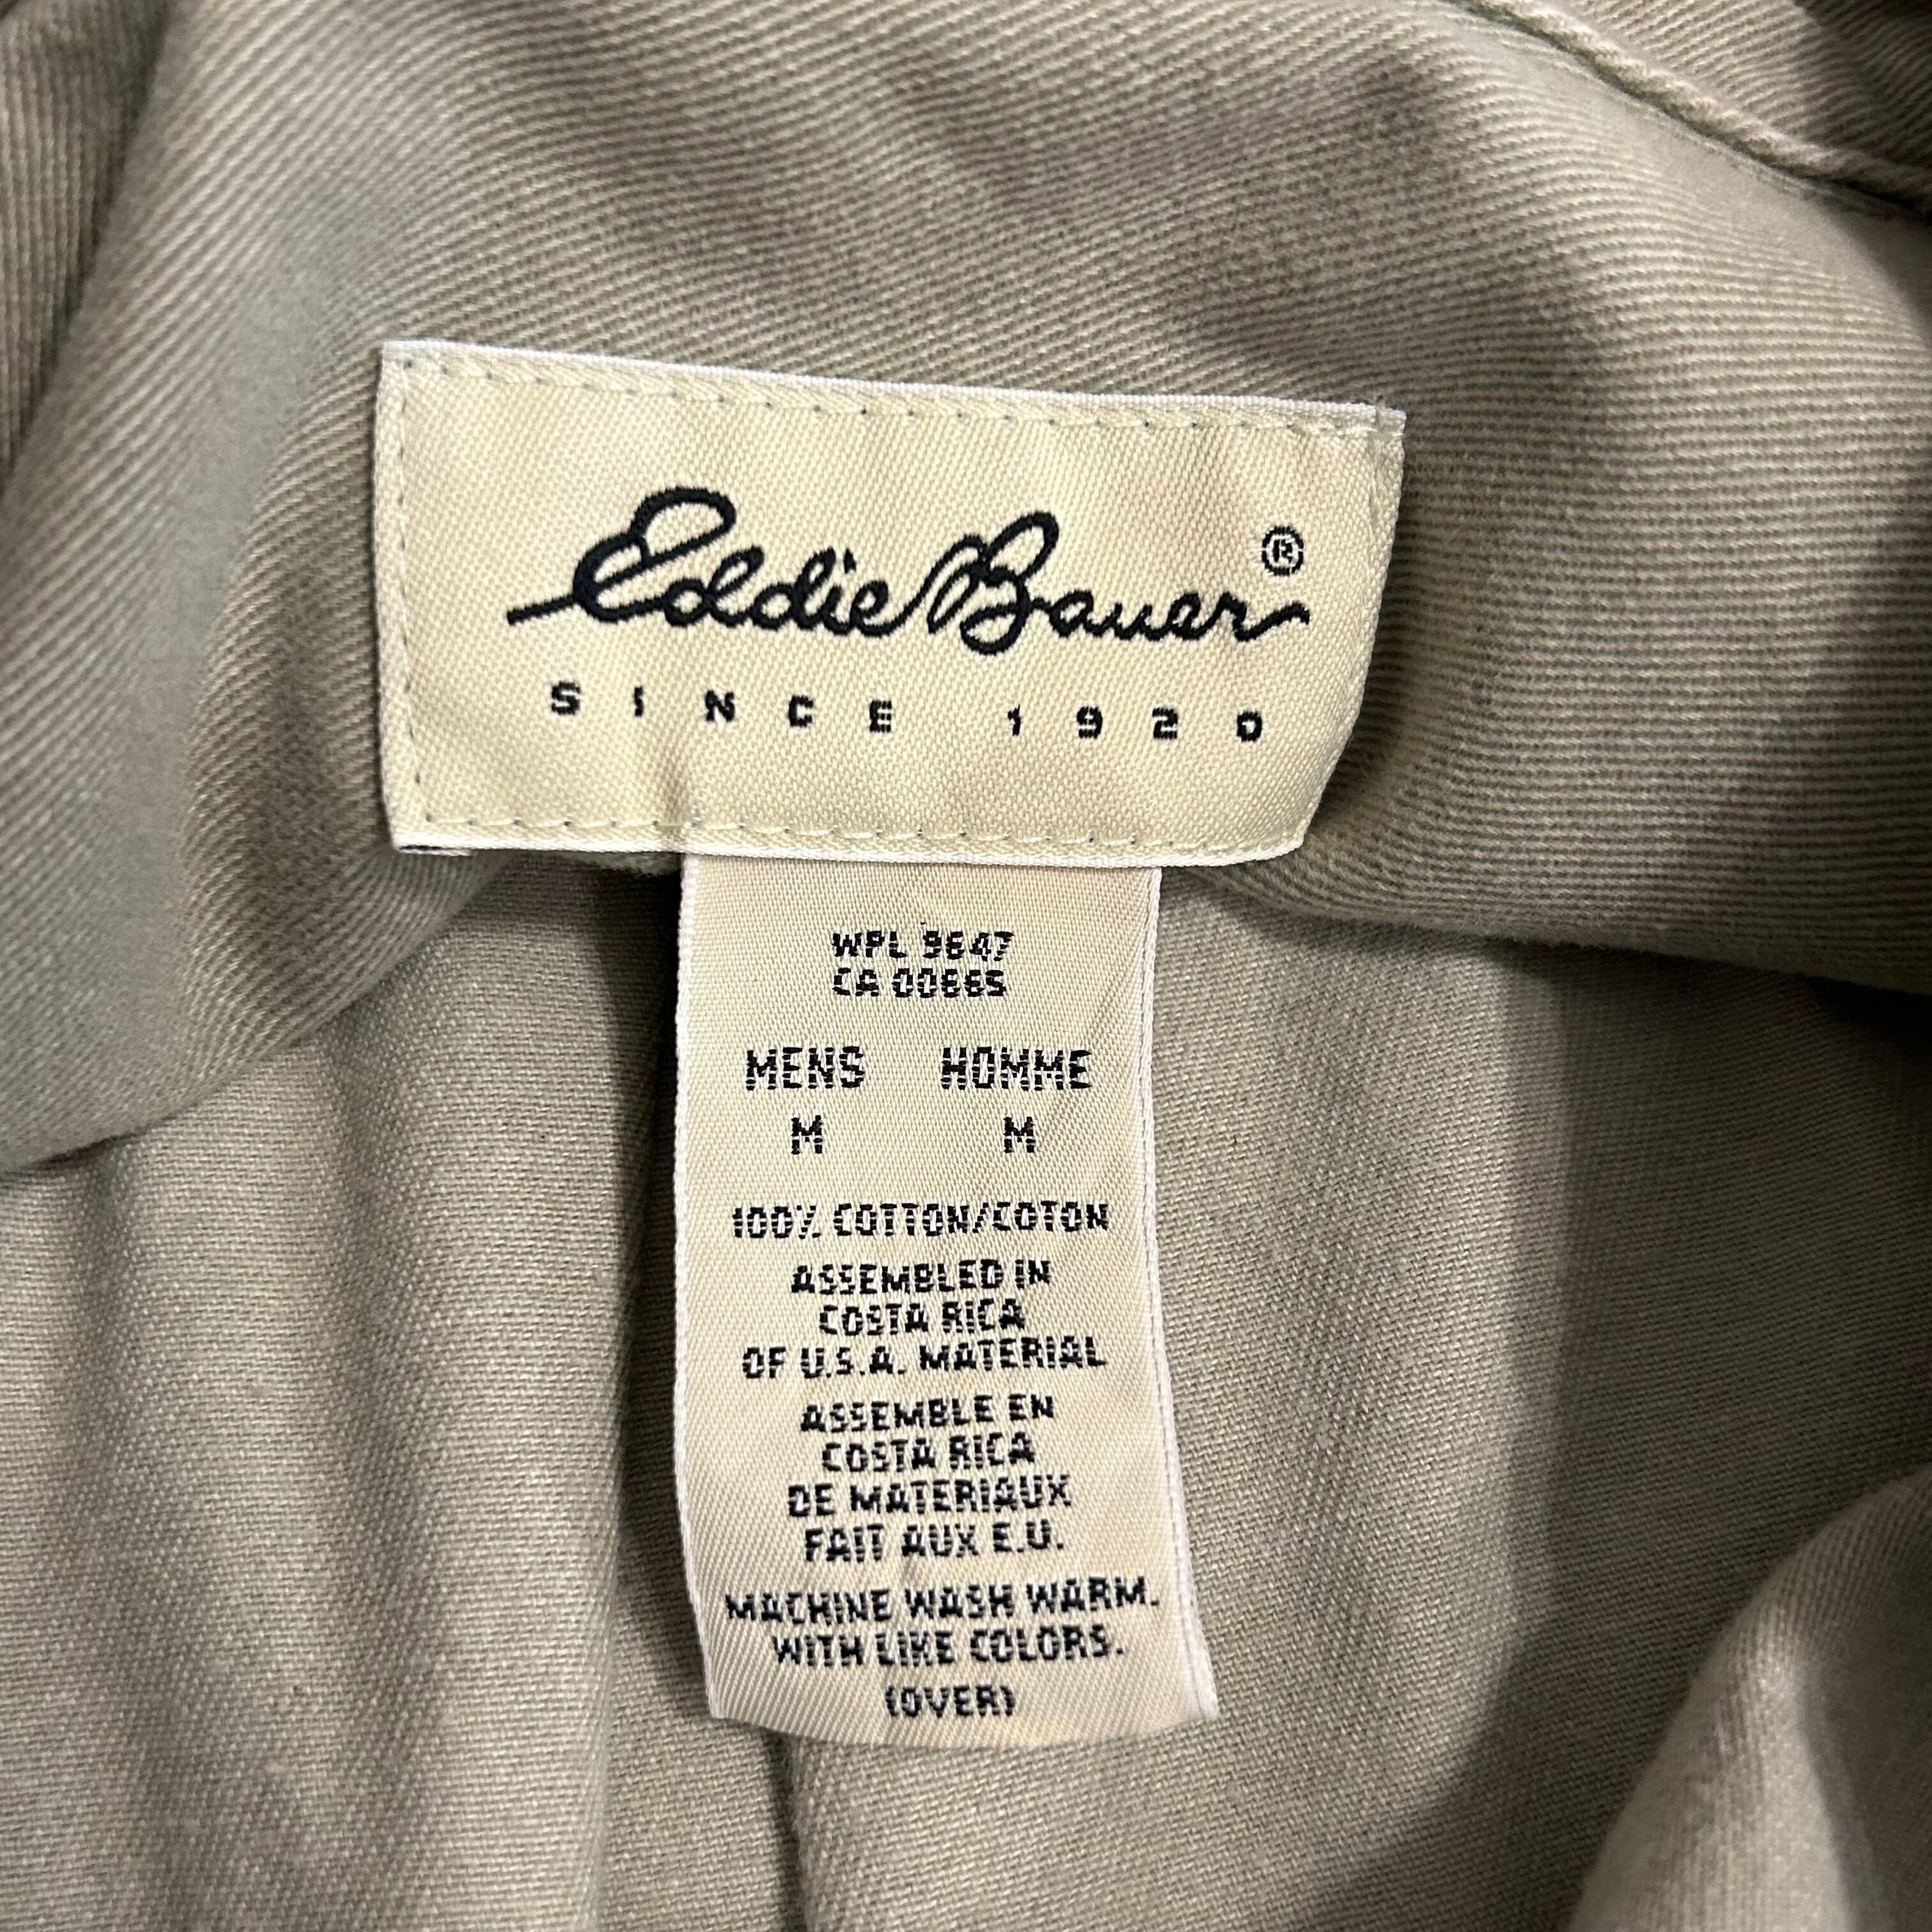 Eddie Bauer®
SINCE 1920
WPL 9647
CA 00665
MENS HOMME
M M
100% COTTON/COTON
ASSEMBLED IN
COSTA RICA
OF U.S.A. MATERIAL
ASSEMBLE EN
COSTA RICA
DE MATERIAUX
FAIT AUX E.U.
MACHINE WASH WARM.
WITH LIKE COLORS.
(OVER)